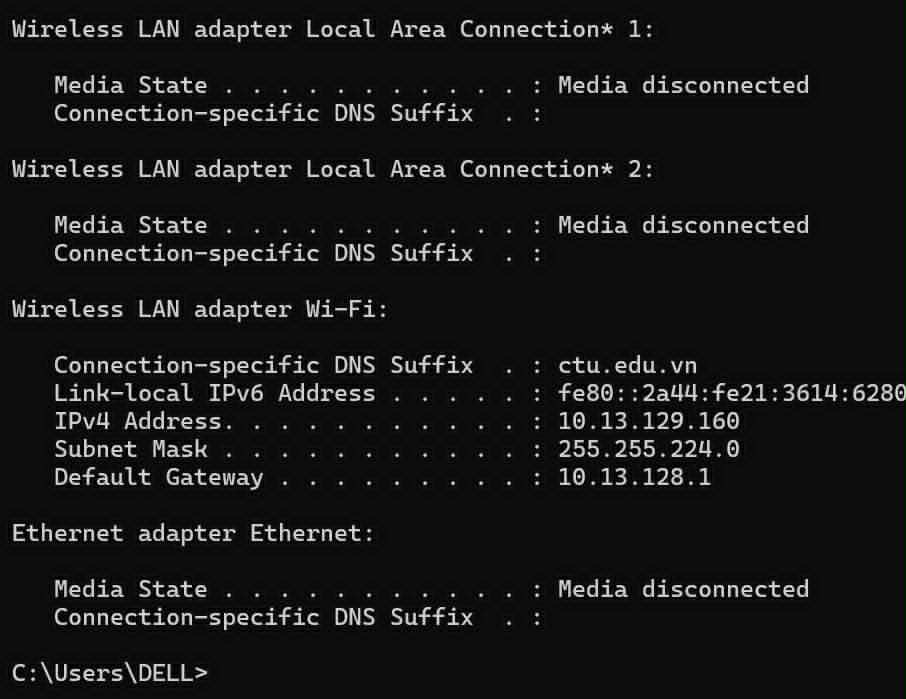 Wireless LAN adapter Local Area Connection* 1:
Media State . . . . . . . . . . . : Media disconnected
Connection-specific DNS Suffix  . :
Wireless LAN adapter Local Area Connection* 2:
Media State . . . . . . . . . . . : Media disconnected
Connection-specific DNS Suffix  . :
Wireless LAN adapter Wi-Fi:
Connection-specific DNS Suffix  . : ctu.edu.vn
Link-local IPv6 Address . . . . . : fe80::2a44:fe21:3614:6280
IPv4 Address. . . . . . . . . . . : 10.13.129.160
Subnet Mask . . . . . . . . . . . : 255.255.224.0
Default Gateway . . . . . . . . . : 10.13.128.1
Ethernet adapter Ethernet:
Media State . . . . . . . . . . . : Media disconnected
Connection-specific DNS Suffix  . :
C:\Users\DELL>